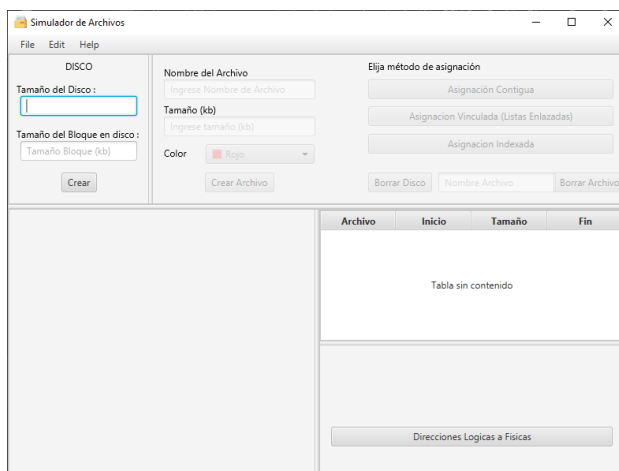 Simulador de Archivos
File Edit Help
DISCO
Tamaño del Disco :
Tamaño del Bloque en disco :
Tamaño Bloque (kb)
Crear
Nombre del Archivo
Ingrese Nombre de Archivo
Tamaño (kb)
Ingrese tamaño (kb)
Color Rojo
Crear Archivo
Elija método de asignación
Asignación Contigua
Asignacion Vinculada (Listas Enlazadas)
Asignacion Indexada
Borrar Disco Nombre Archivo Borrar Archivo
Archivo Inicio Tamaño Fin
Tabla sin contenido
Direcciones Logicas a Fisicas